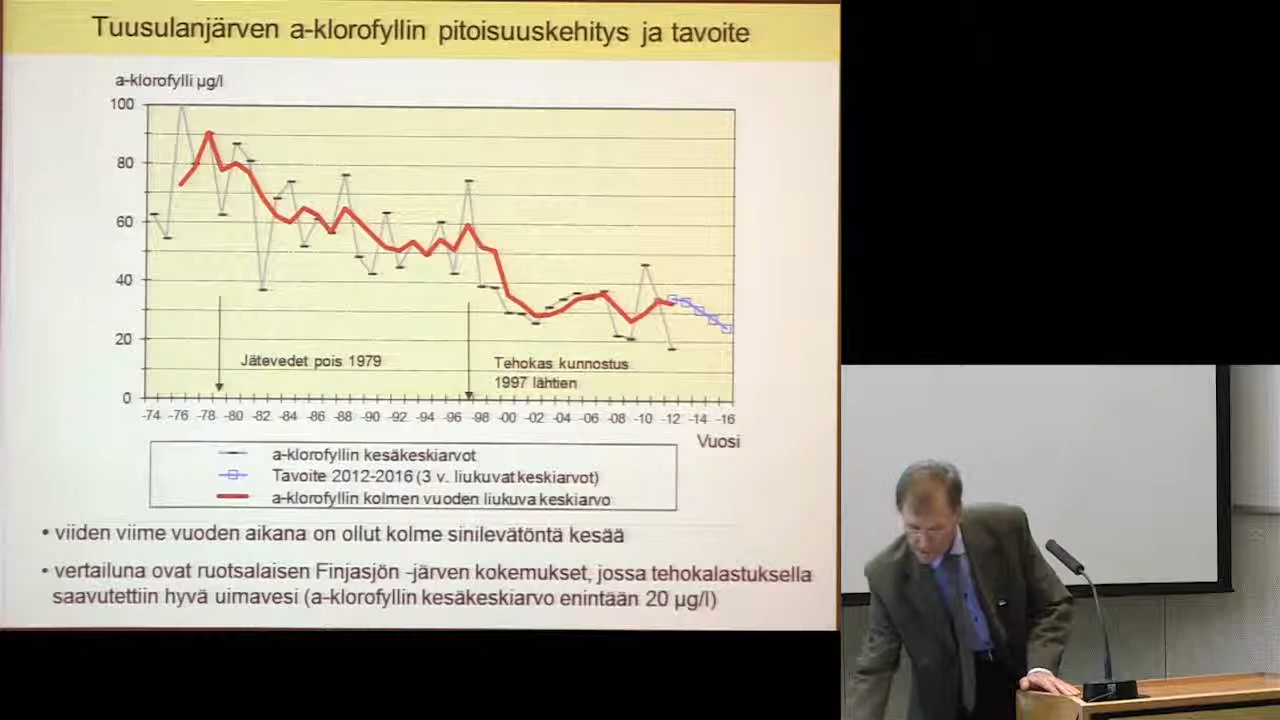 Tuusulanjärven a-klorofyllin pitoisuuskehitys ja tavoite
a-klorofylli µg/l
100
80
60
40
20
0
Jätevedet pois 1979
Tehokas kunnostus
1997 lähtien
-74 -76 -78 -80 -82 -84 -86 -88 -90 -92 -94 -96 -98 -00 -02 -04 -06 -08 -10 -12 -14 -16
Vuosi
a-klorofyllin kesäkeskiarvot
Tavoite 2012-2016 (3 v. liukuvat keskiarvot)
a-klorofyllin kolmen vuoden liukuva keskiarvo
• viiden viime vuoden aikana on ollut kolme sinilevätöntä kesää
• vertailuna ovat ruotsalaisen Finjasjön -järven kokemukset, jossa tehokalastuksella
saavutettiin hyvä uimavesi (a-klorofyllin kesäkeskiarvo enintään 20 µg/l)